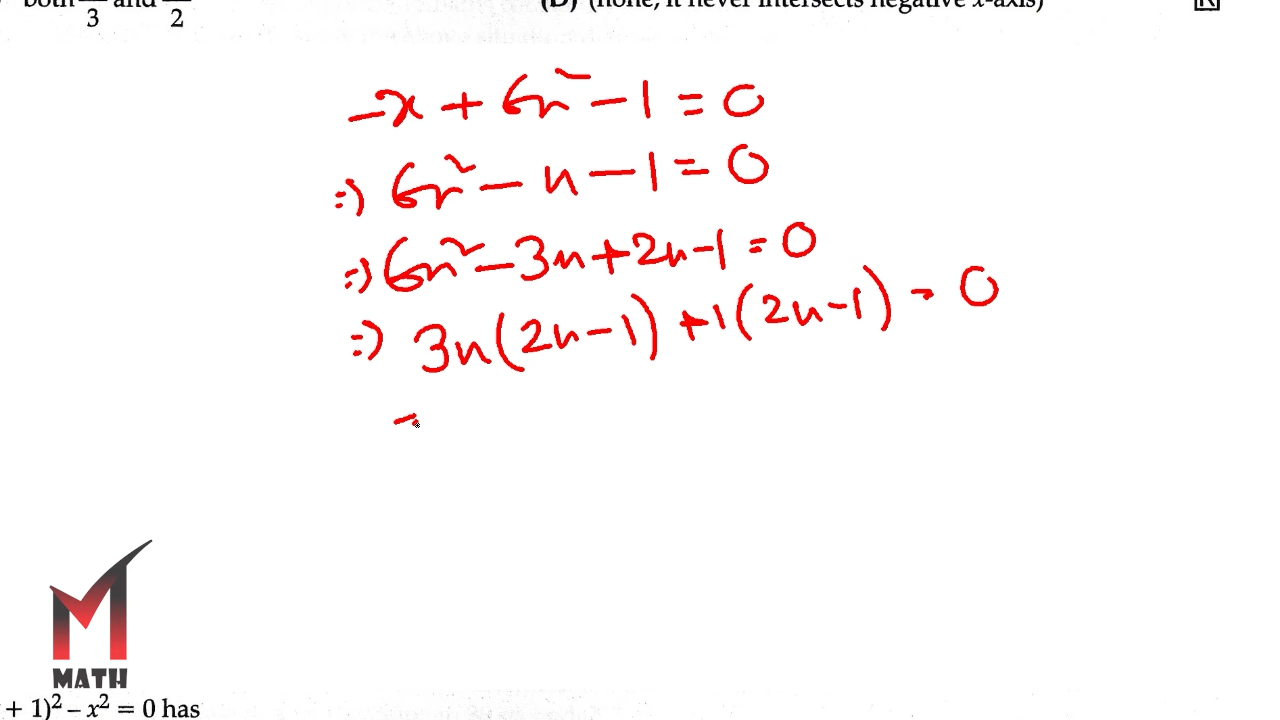 both 3 and 2 (D) (none, it never intersects negative x-axis) R
-x + 6x² - 1 = 0
⇒) 6x² - x - 1 = 0
⇒) 6x² - 3x + 2x - 1 = 0
⇒) 3x(2x - 1) + 1(2x - 1) = 0
MATH
+ 1)² – x² = 0 has